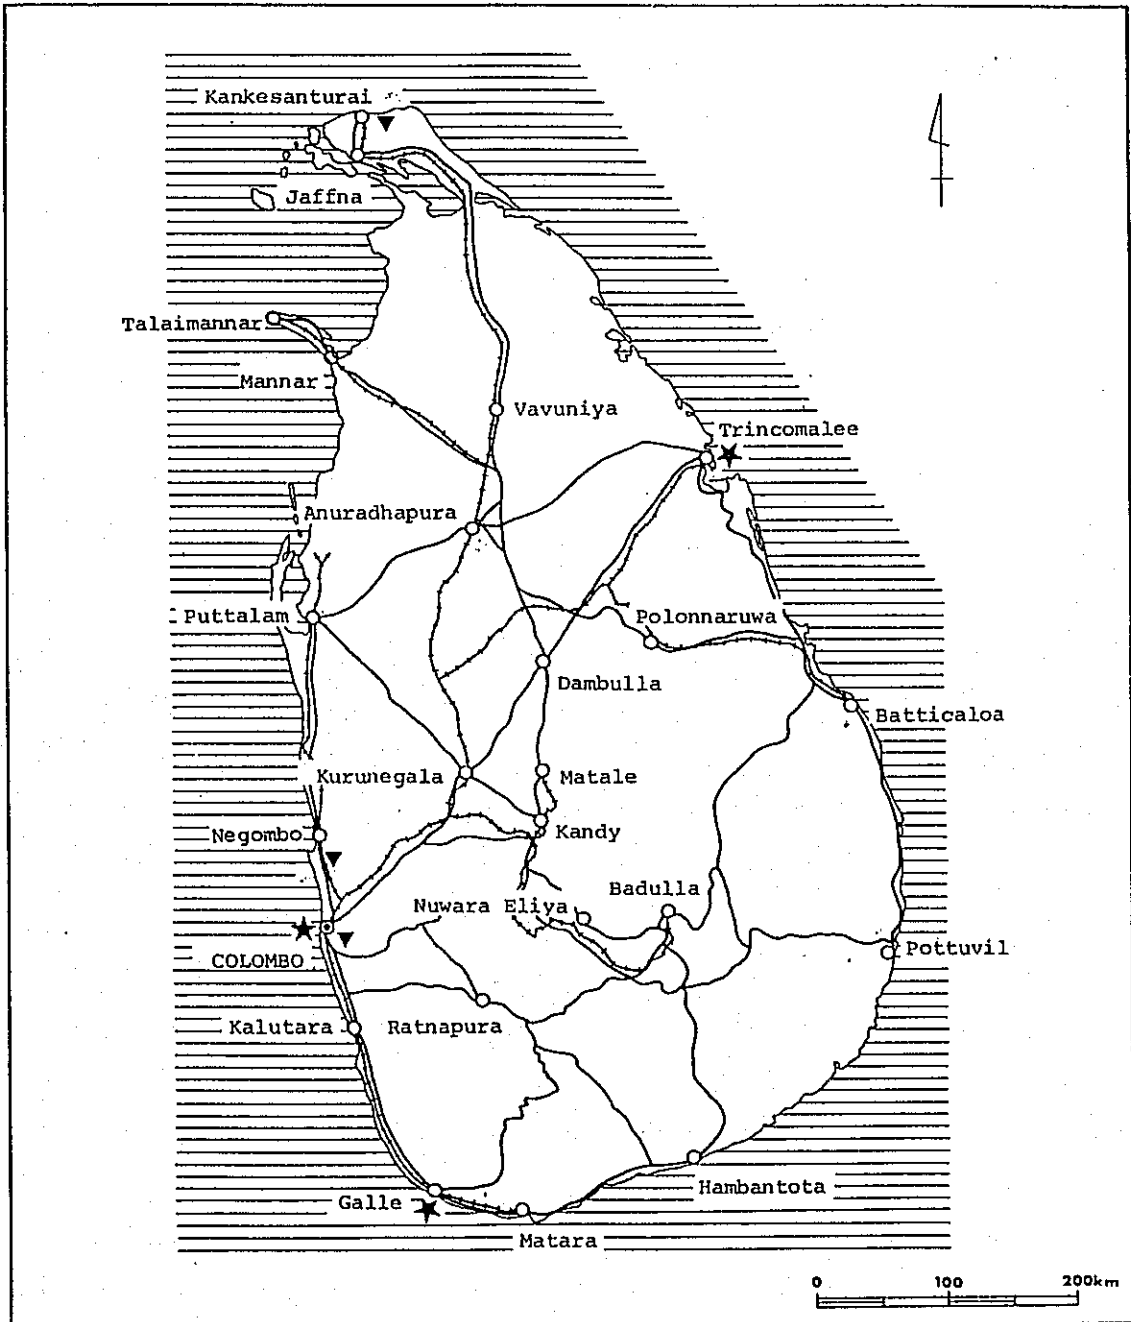 Kankesanturai
Jaffna
Talaimannar
Mannar
Vavuniya
Trincomalee
Anuradhapura
Puttalam
Polonnaruwa
Dambulla
Batticaloa
Kurunegala
Matale
Negombo
Kandy
Badulla
Nuwara Eliya
COLOMBO
Pottuvil
Kalutara
Ratnapura
Hambantota
Galle
Matara
0 100 200km